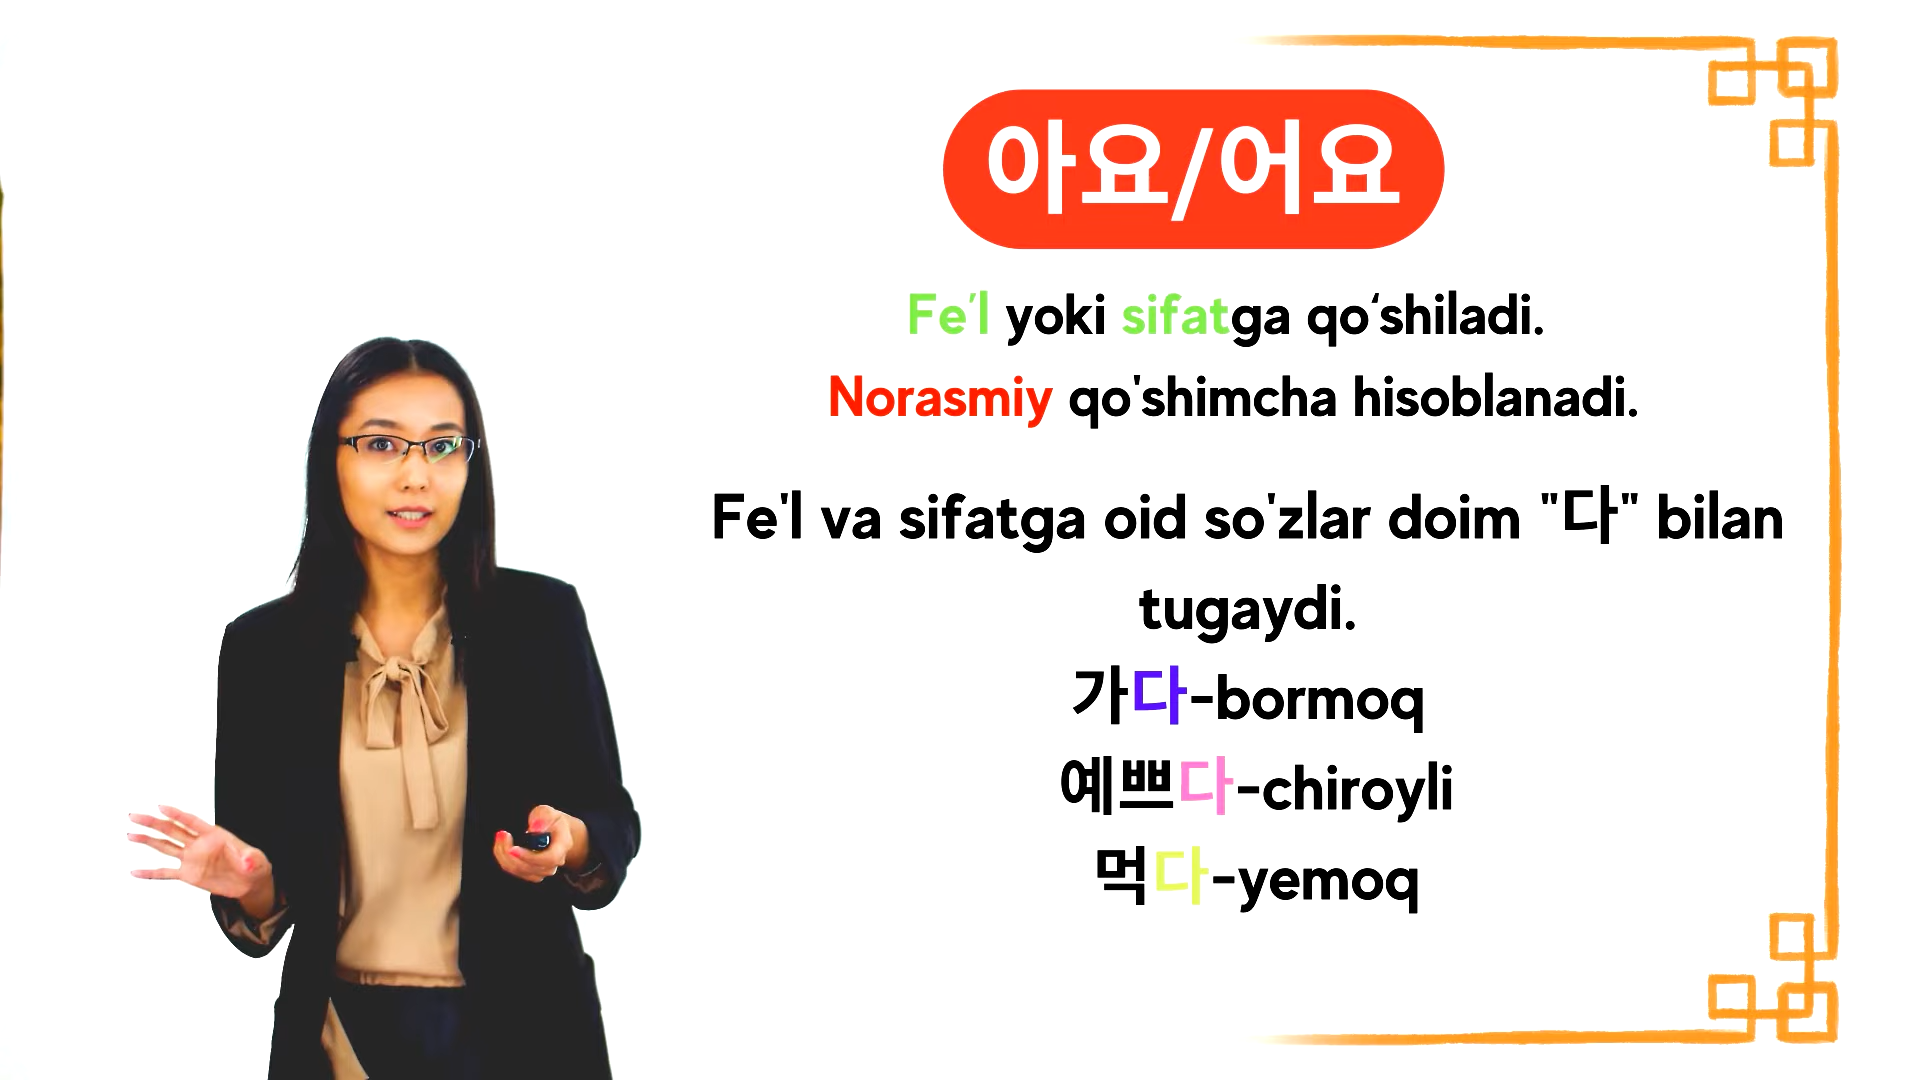 아요/어요
Fe′l yoki sifatga qo‘shiladi.
Norasmiy qo'shimcha hisoblanadi.
Fe'l va sifatga oid so'zlar doim "다" bilan
tugaydi.
가다-bormoq
예쁘다-chiroyli
먹다-yemoq